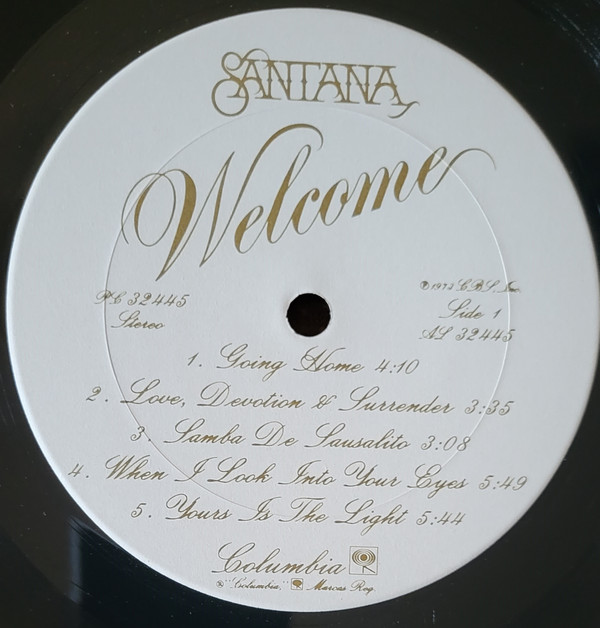 SANTANA
Welcome
PC 32445
Stereo
℗ 1973 C.B.S., Inc.
Side 1
AL 32445
1. Going Home 4:10
2. Love, Devotion & Surrender 3:35
3. Samba De Sausalito 3:08
4. When I Look Into Your Eyes 5:49
5. Yours Is The Light 5:44
Columbia
® "Columbia," Marcas Reg.